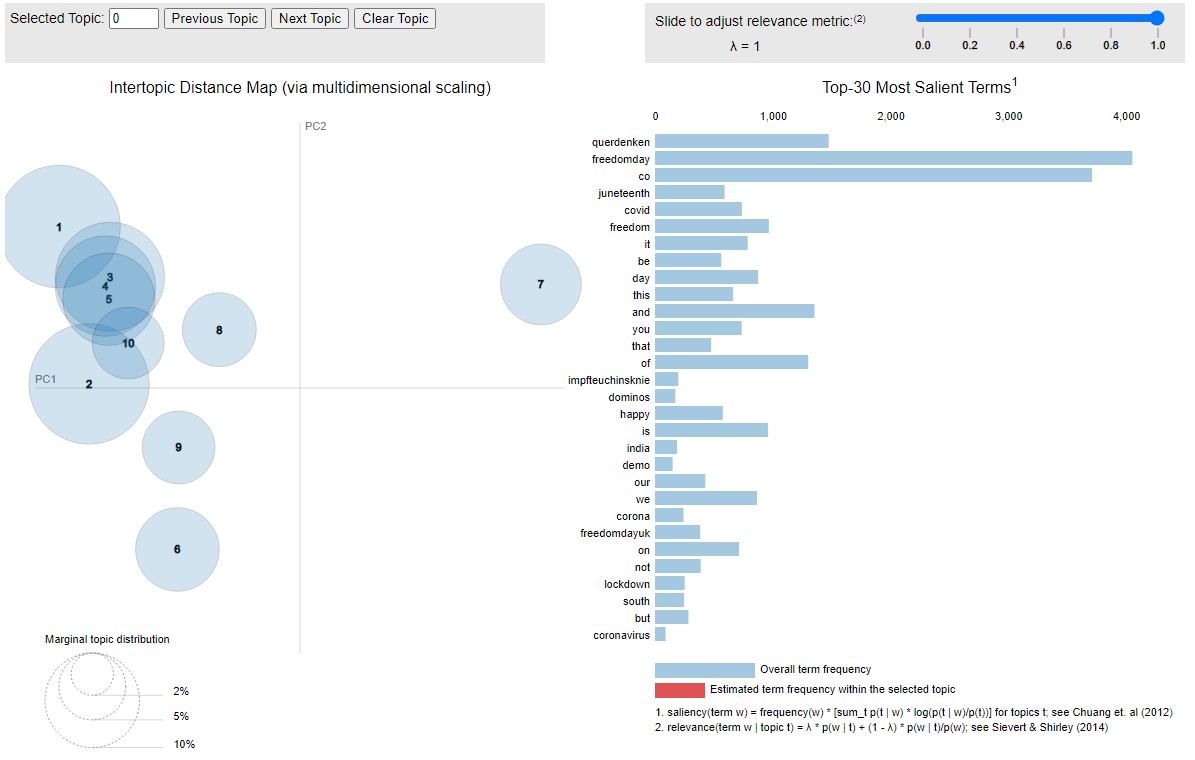 Selected Topic: 0 Previous Topic Next Topic Clear Topic
Slide to adjust relevance metric:(2)
λ = 1
0.0 0.2 0.4 0.6 0.8 1.0
Intertopic Distance Map (via multidimensional scaling)
PC2
PC1
1
3
4
5
10
2
8
7
9
6
Marginal topic distribution
2%
5%
10%
Top-30 Most Salient Terms1
0 1,000 2,000 3,000 4,000
querdenken
freedomday
co
juneteenth
covid
freedom
it
be
day
this
and
you
that
of
impfteuchinsknie
dominos
happy
is
india
demo
our
we
corona
freedomdayuk
on
not
lockdown
south
but
coronavirus
Overall term frequency
Estimated term frequency within the selected topic
1. saliency(term w) = frequency(w) * [sum_t p(t | w) * log(p(t | w)/p(t))] for topics t; see Chuang et. al (2012)
2. relevance(term w | topic t) = λ * p(w | t) + (1 - λ) * p(w | t)/p(w); see Sievert & Shirley (2014)